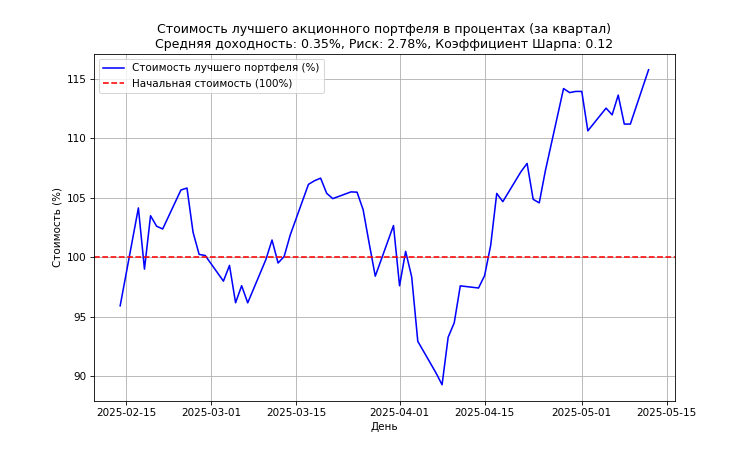 Стоимость лучшего акционного портфеля в процентах (за квартал)
Средняя доходность: 0.35%, Риск: 2.78%, Коэффициент Шарпа: 0.12
Стоимость лучшего портфеля (%)
Начальная стоимость (100%)
Стоимость (%)
115
110
105
100
95
90
2025-02-15
2025-03-01
2025-03-15
2025-04-01
2025-04-15
2025-05-01
2025-05-15
День